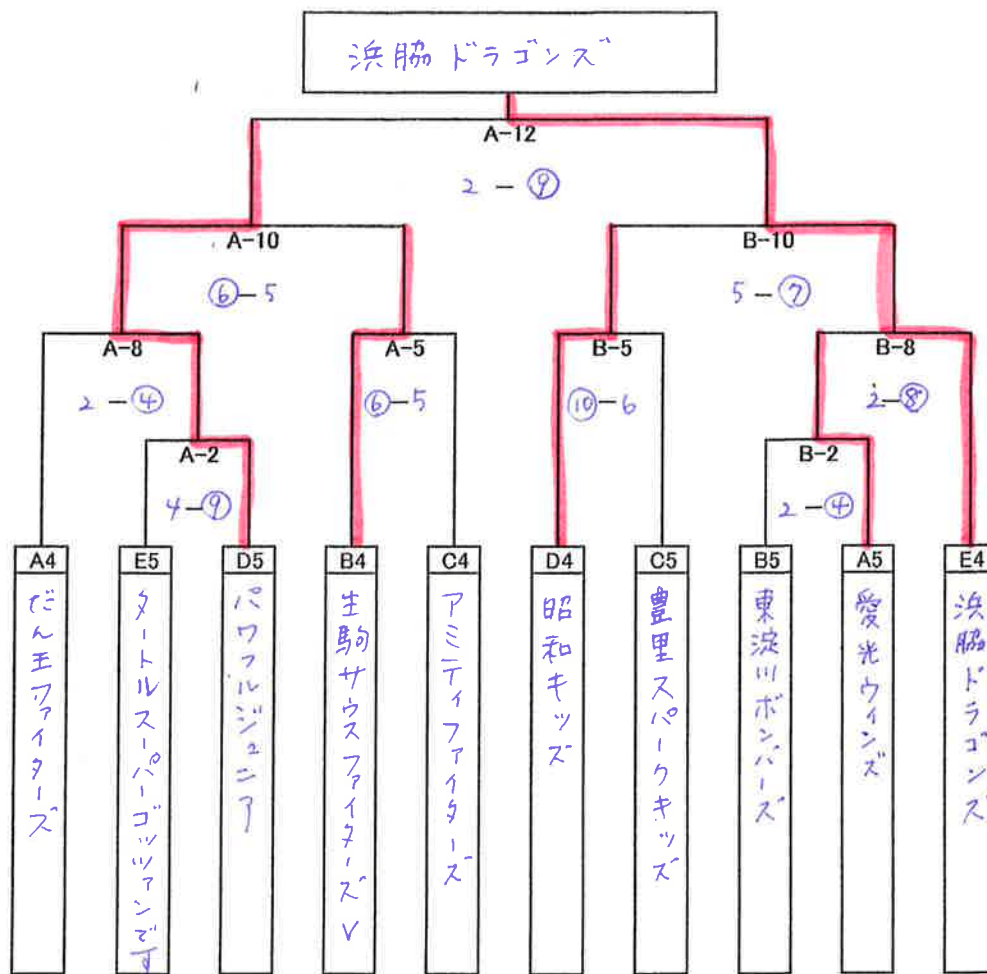 浜脇ドラゴンズ
A-12
2 - ⑨
A-10
B-10
⑥-5
5-⑦
A-8
A-5
B-5
B-8
2-④
⑥-5
⑩-6
2-⑧
A-2
B-2
4-⑨
2-④
A4
E5
D5
B4
C4
D4
C5
B5
A5
E4
だん王ファイターズ
タートルスーパーゴッツァンです
パワフルジュニア
生駒サウスファイターズV
アミティファイターズ
昭和キッズ
豊里スパークキッズ
東淀川ボンバーズ
愛光ウィンズ
浜脇ドラゴンズ